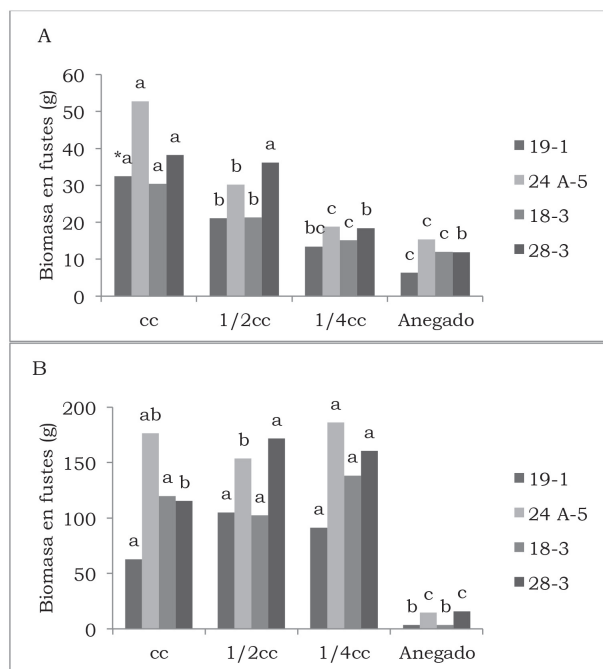 A
Biomasa en fustes (g)
60
50
40
30
20
10
0
*a a a a
b b b a
bc c c b
c c c b
cc 1/2cc 1/4cc Anegado
19-1
24 A-5
18-3
28-3
B
Biomasa en fustes (g)
200
150
100
50
0
a ab a b
a b a a
a a a a
b c b c
cc 1/2cc 1/4cc Anegado
19-1
24 A-5
18-3
28-3